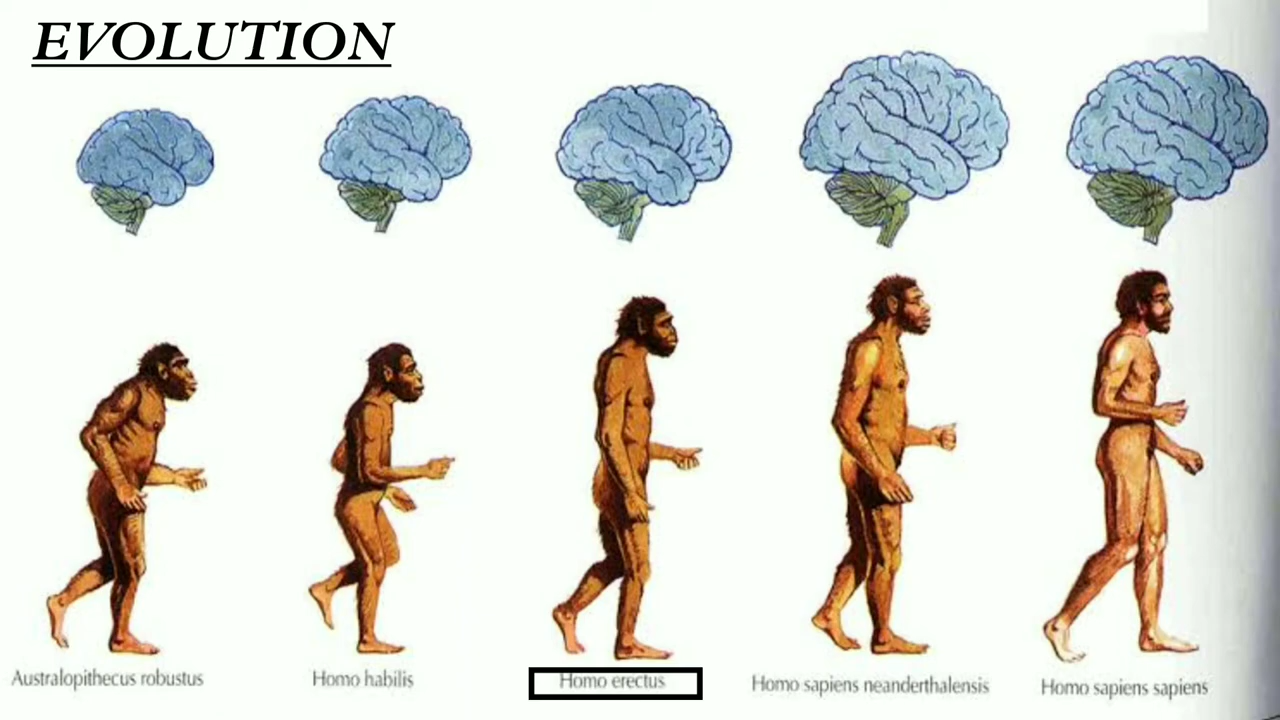 EVOLUTION
Australopithecus robustus
Homo habilis
Homo erectus
Homo sapiens neanderthalensis
Homo sapiens sapiens